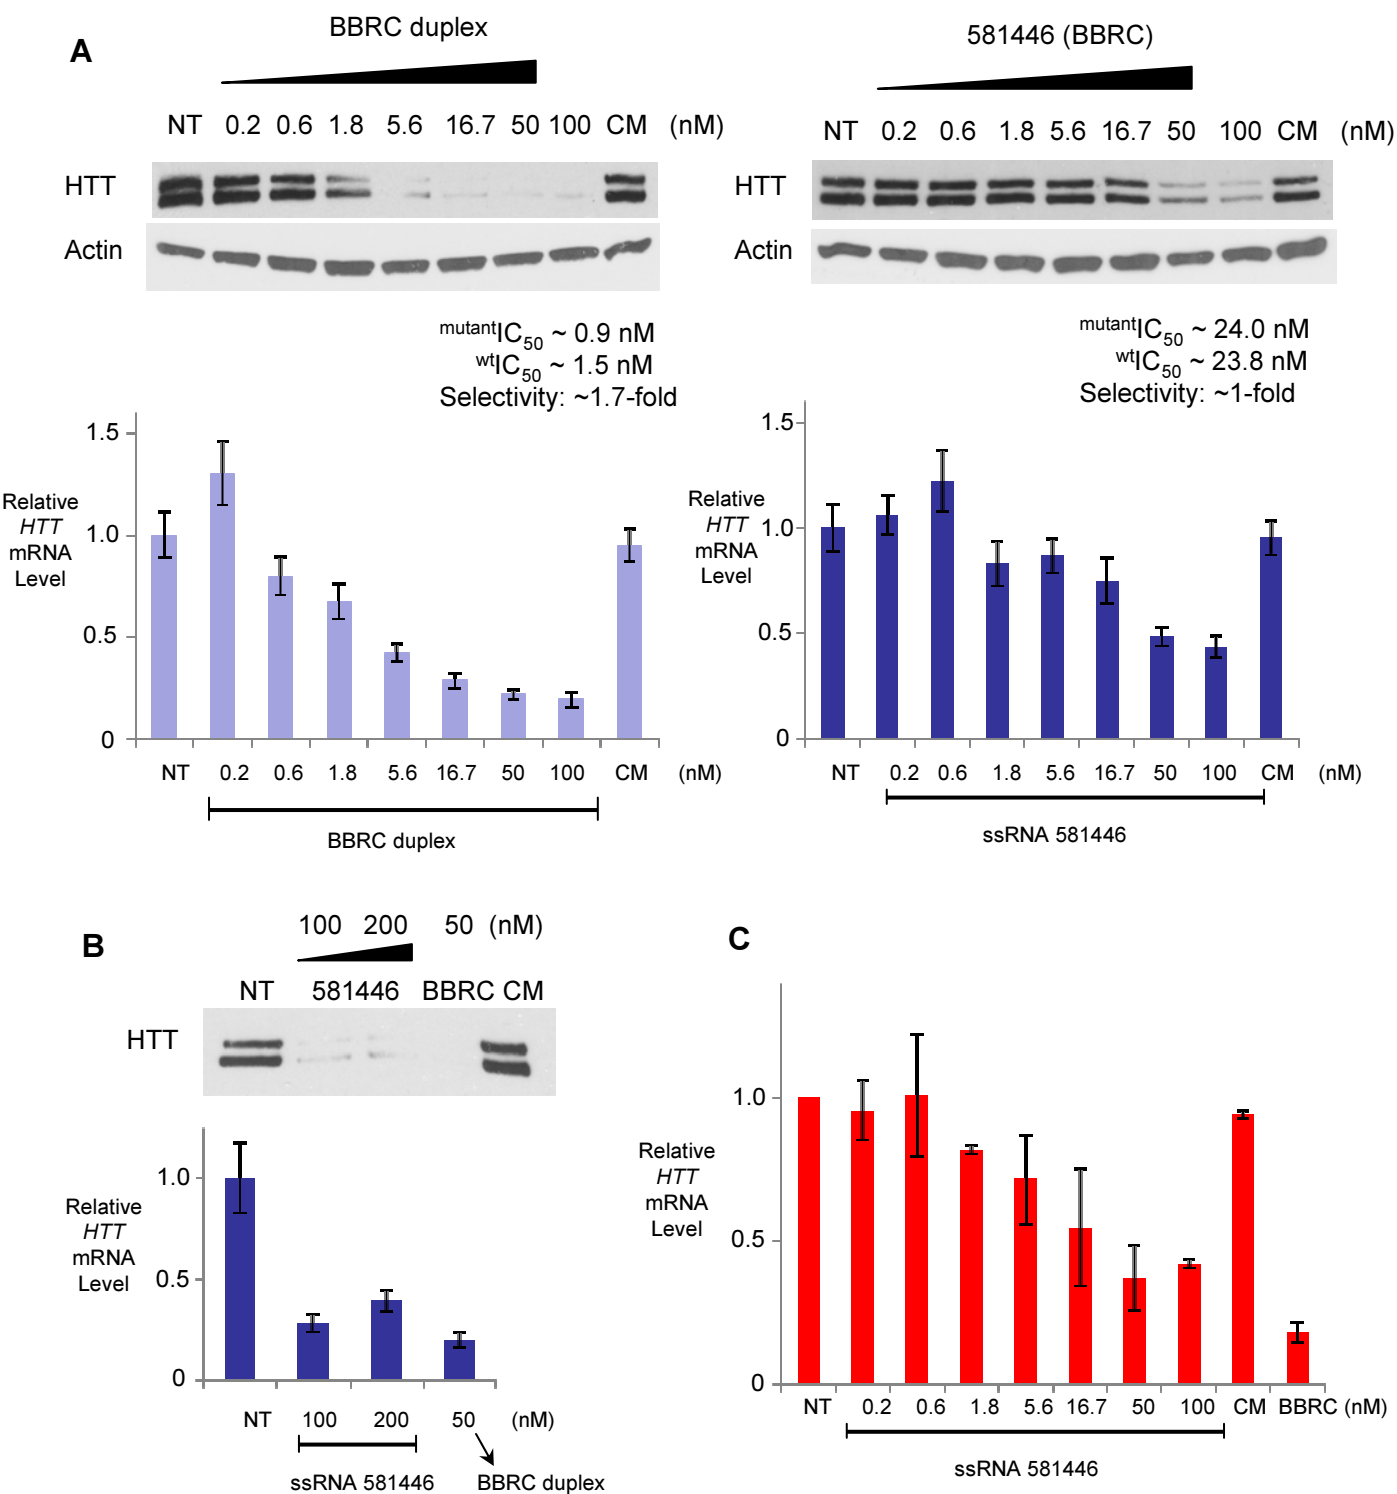 A
BBRC duplex
NT 0.2 0.6 1.8 5.6 16.7 50 100 CM (nM)
HTT
Actin
mutantIC50 ~ 0.9 nM
wtIC50 ~ 1.5 nM
Selectivity: ~1.7-fold
1.5
1.0
0.5
0
Relative
HTT
mRNA
Level
NT 0.2 0.6 1.8 5.6 16.7 50 100 CM (nM)
BBRC duplex
581446 (BBRC)
NT 0.2 0.6 1.8 5.6 16.7 50 100 CM (nM)
HTT
Actin
mutantIC50 ~ 24.0 nM
wtIC50 ~ 23.8 nM
Selectivity: ~1-fold
1.5
1.0
0.5
0
Relative
HTT
mRNA
Level
NT 0.2 0.6 1.8 5.6 16.7 50 100 CM (nM)
ssRNA 581446
B
100 200 50 (nM)
NT 581446 BBRC CM
HTT
1.0
0.5
0
Relative
HTT
mRNA
Level
NT 100 200 50 (nM)
ssRNA 581446 BBRC duplex
C
1.0
0.5
0
Relative
HTT
mRNA
Level
NT 0.2 0.6 1.8 5.6 16.7 50 100 CM BBRC (nM)
ssRNA 581446